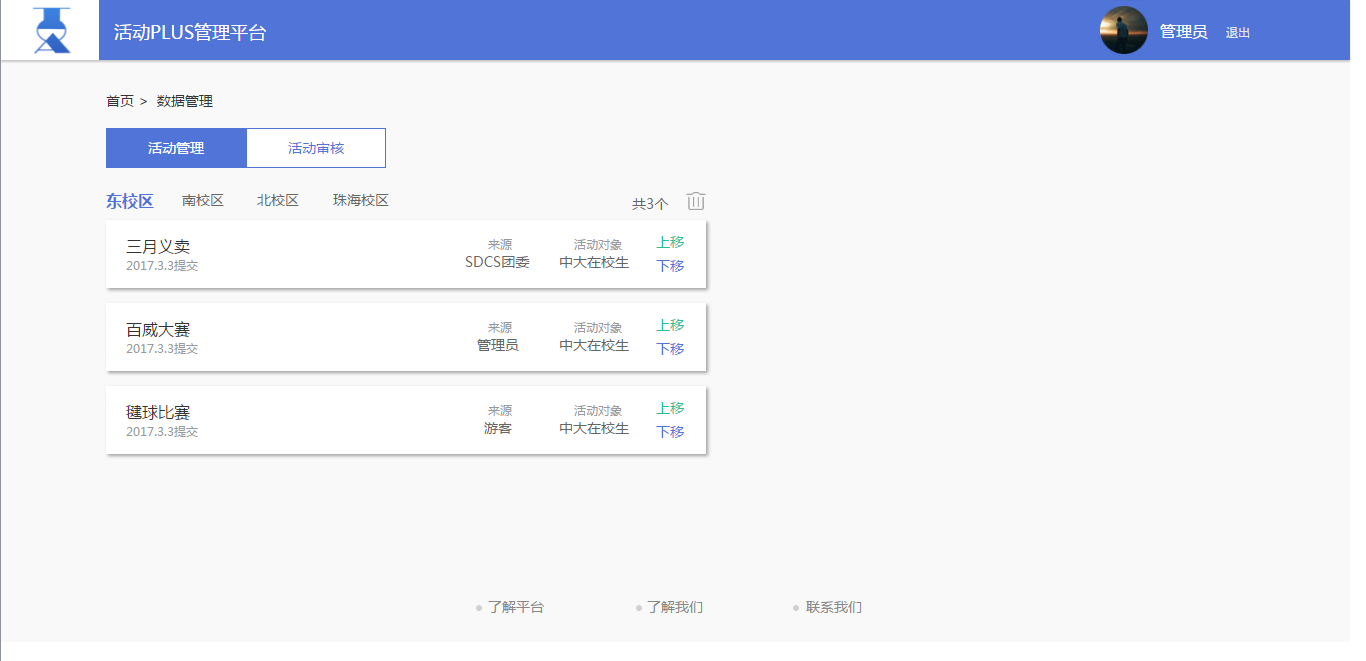 活动PLUS管理平台 管理员 退出
首页 > 数据管理
活动管理 活动审核
东校区 南校区 北校区 珠海校区 共3个
三月义卖 来源 活动对象 上移
2017.3.3提交 SDCS团委 中大在校生 下移
百威大赛 来源 活动对象 上移
2017.3.3提交 管理员 中大在校生 下移
毽球比赛 来源 活动对象 上移
2017.3.3提交 游客 中大在校生 下移
了解平台 了解我们 联系我们